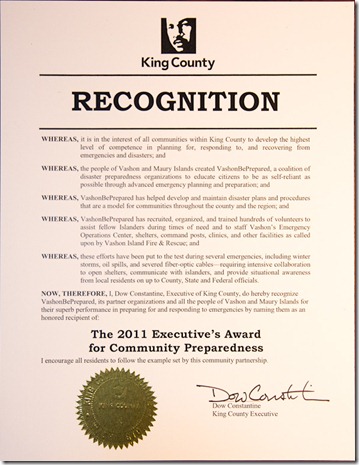 King County
RECOGNITION
WHEREAS, it is in the interest of all communities within King County to develop the highest
level of competence in planning for, responding to, and recovering from
emergencies and disasters; and
WHEREAS, the people of Vashon and Maury Islands created VashonBePrepared, a coalition of
disaster preparedness organizations to educate citizens to be as self-reliant as
possible through advanced emergency planning and preparation; and
WHEREAS, VashonBePrepared has helped develop and maintain disaster plans and procedures
that are a model for communities throughout the county and the region; and
WHEREAS, VashonBePrepared has recruited, organized, and trained hundreds of volunteers to
assist fellow Islanders during times of need and to staff Vashon's Emergency
Operations Center, shelters, command posts, clinics, and other facilities as called
upon by Vashon Island Fire & Rescue; and
WHEREAS, these efforts have been put to the test during several emergencies, including winter
storms, oil spills, and severed fiber-optic cables—requiring intensive collaboration
to open shelters, communicate with islanders, and provide situational awareness
from local residents on up to County, State and Federal officials.
NOW, THEREFORE, I, Dow Constantine, Executive of King County, do hereby recognize
VashonBePrepared, its partner organizations and all the people of Vashon and Maury Islands for
their superb performance in preparing for and responding to emergencies by naming them as an
honored recipient of:
The 2011 Executive's Award
for Community Preparedness
I encourage all residents to follow the example set by this community partnership.
Dow Constantine
King County Executive